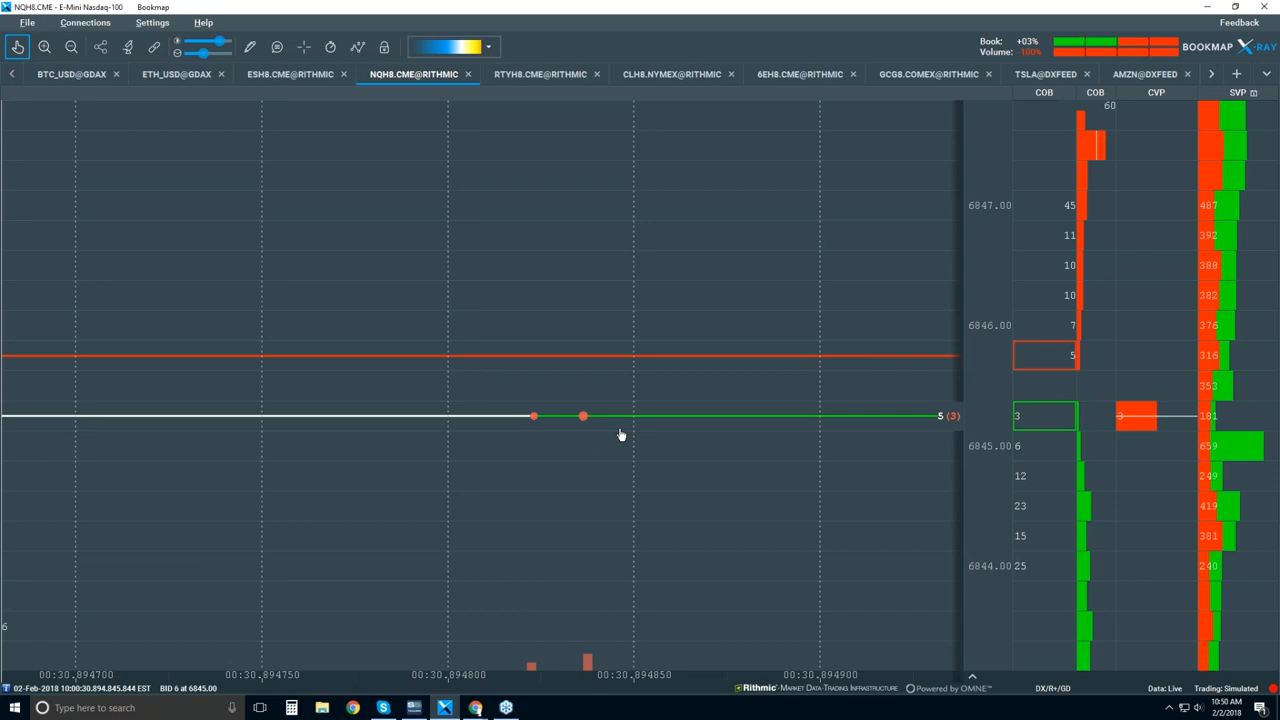 NQH8.CME - E-Mini Nasdaq-100 Bookmap
File Connections Settings Help Feedback
Book: +03%
Volume: -100%
BOOKMAP X-RAY
BTC_USD@GDAX ETH_USD@GDAX ESH8.CME@RITHMIC NQH8.CME@RITHMIC RTYH8.CME@RITHMIC CLH8.NYMEX@RITHMIC 6EH8.CME@RITHMIC GCG8.COMEX@RITHMIC TSLA@DXFEED AMZN@DXFEED
COB COB CVP SVP
60
6847.00 45 487
11 392
10 388
10 382
6846.00 7 376
5 316
353
5 (3) 3 3 181
6845.00 6 659
12 249
23 419
15 381
6844.00 25 240
6
00:30.894700 00:30.894750 00:30.894800 00:30.894850 00:30.894900
02-Feb-2018 10:00:30.894.845.844 EST BID 6 at 6845.00 Rithmic - MARKET DATA-TRADING INFRASTRUCTURE Powered by OMNE™ DX/R+/GD Data: Live Trading: Simulated
Type here to search
10:50 AM
2/2/2018
1